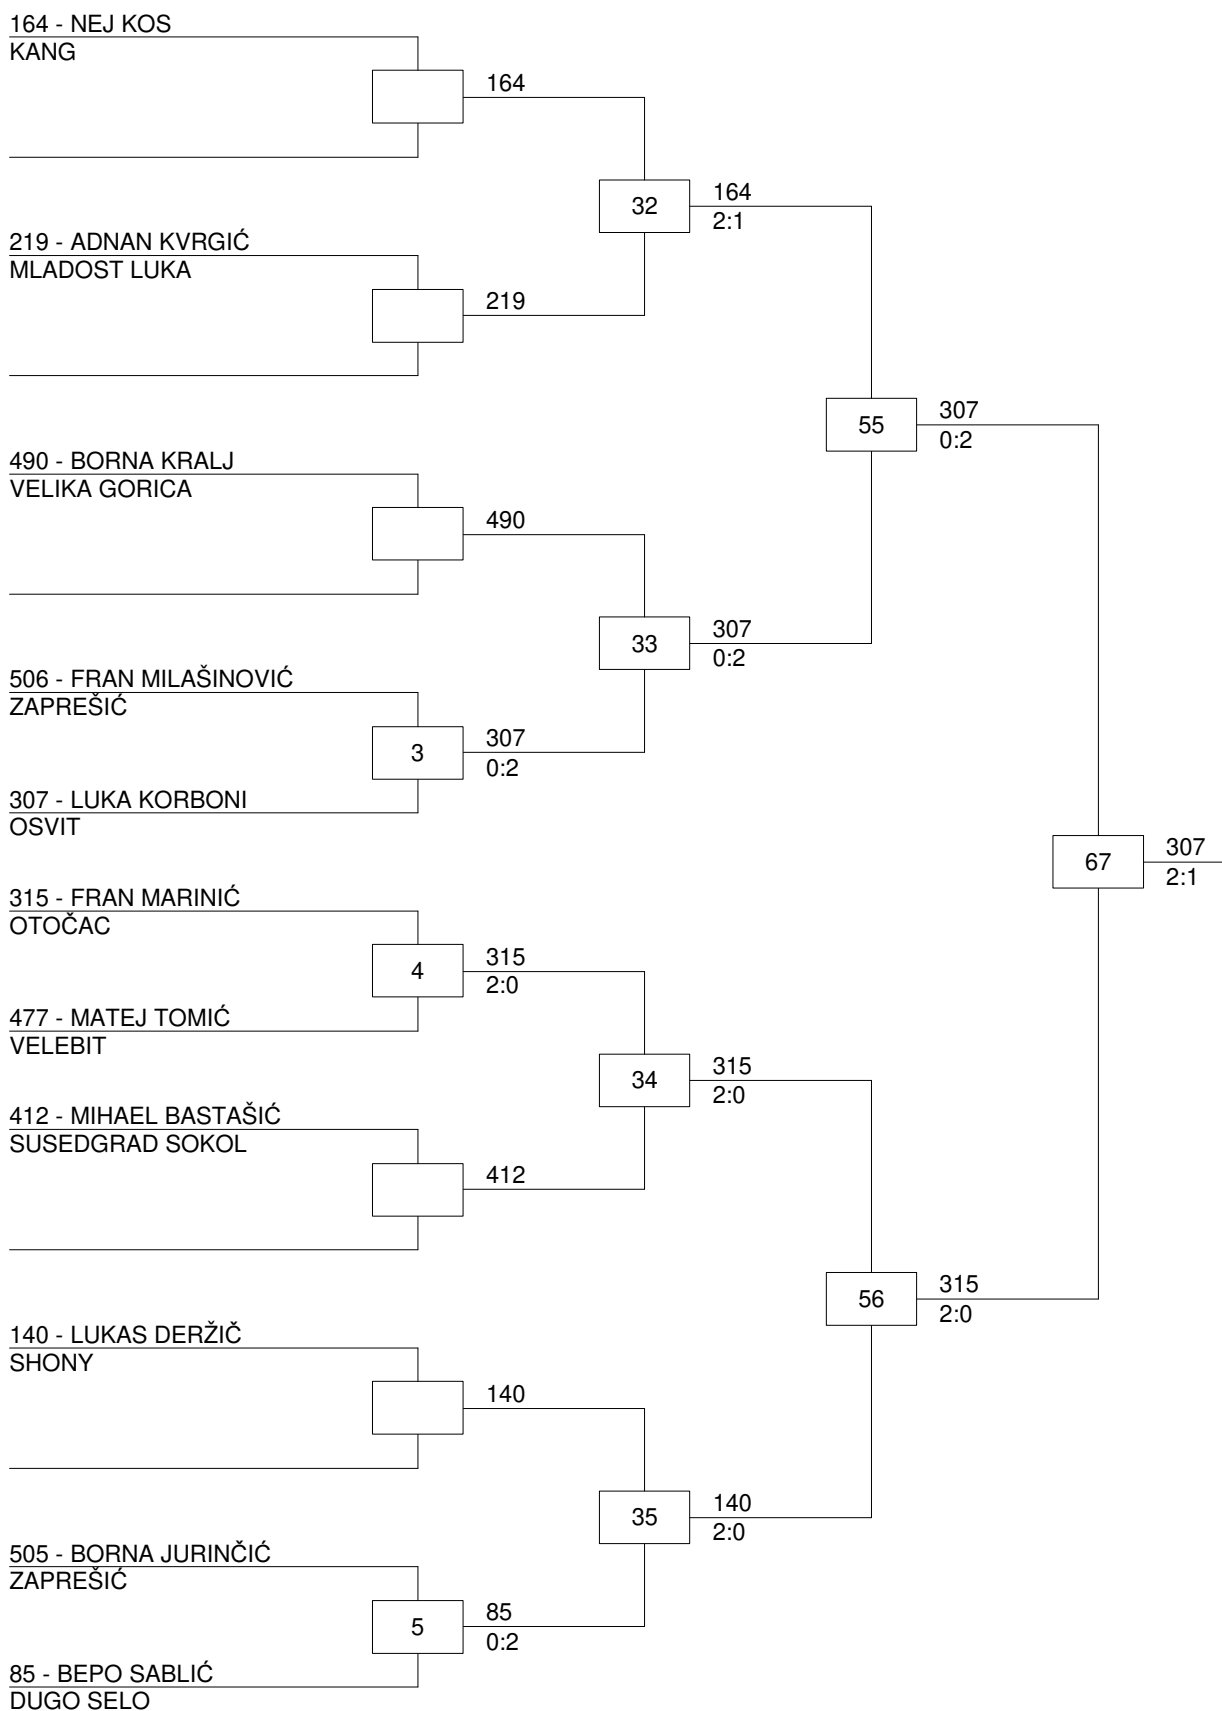 164 - NEJ KOS
KANG
164
32
164
2:1
219 - ADNAN KVRGIĆ
MLADOST LUKA
219
55
307
0:2
490 - BORNA KRALJ
VELIKA GORICA
490
33
307
0:2
506 - FRAN MILAŠINOVIĆ
ZAPREŠIĆ
3
307
0:2
307 - LUKA KORBONI
OSVIT
67
307
2:1
315 - FRAN MARINIĆ
OTOČAC
4
315
2:0
477 - MATEJ TOMIĆ
VELEBIT
34
315
2:0
412 - MIHAEL BASTAŠIĆ
SUSEDGRAD SOKOL
412
56
315
2:0
140 - LUKAS DERŽIČ
SHONY
140
35
140
2:0
505 - BORNA JURINČIĆ
ZAPREŠIĆ
5
85
0:2
85 - BEPO SABLIĆ
DUGO SELO